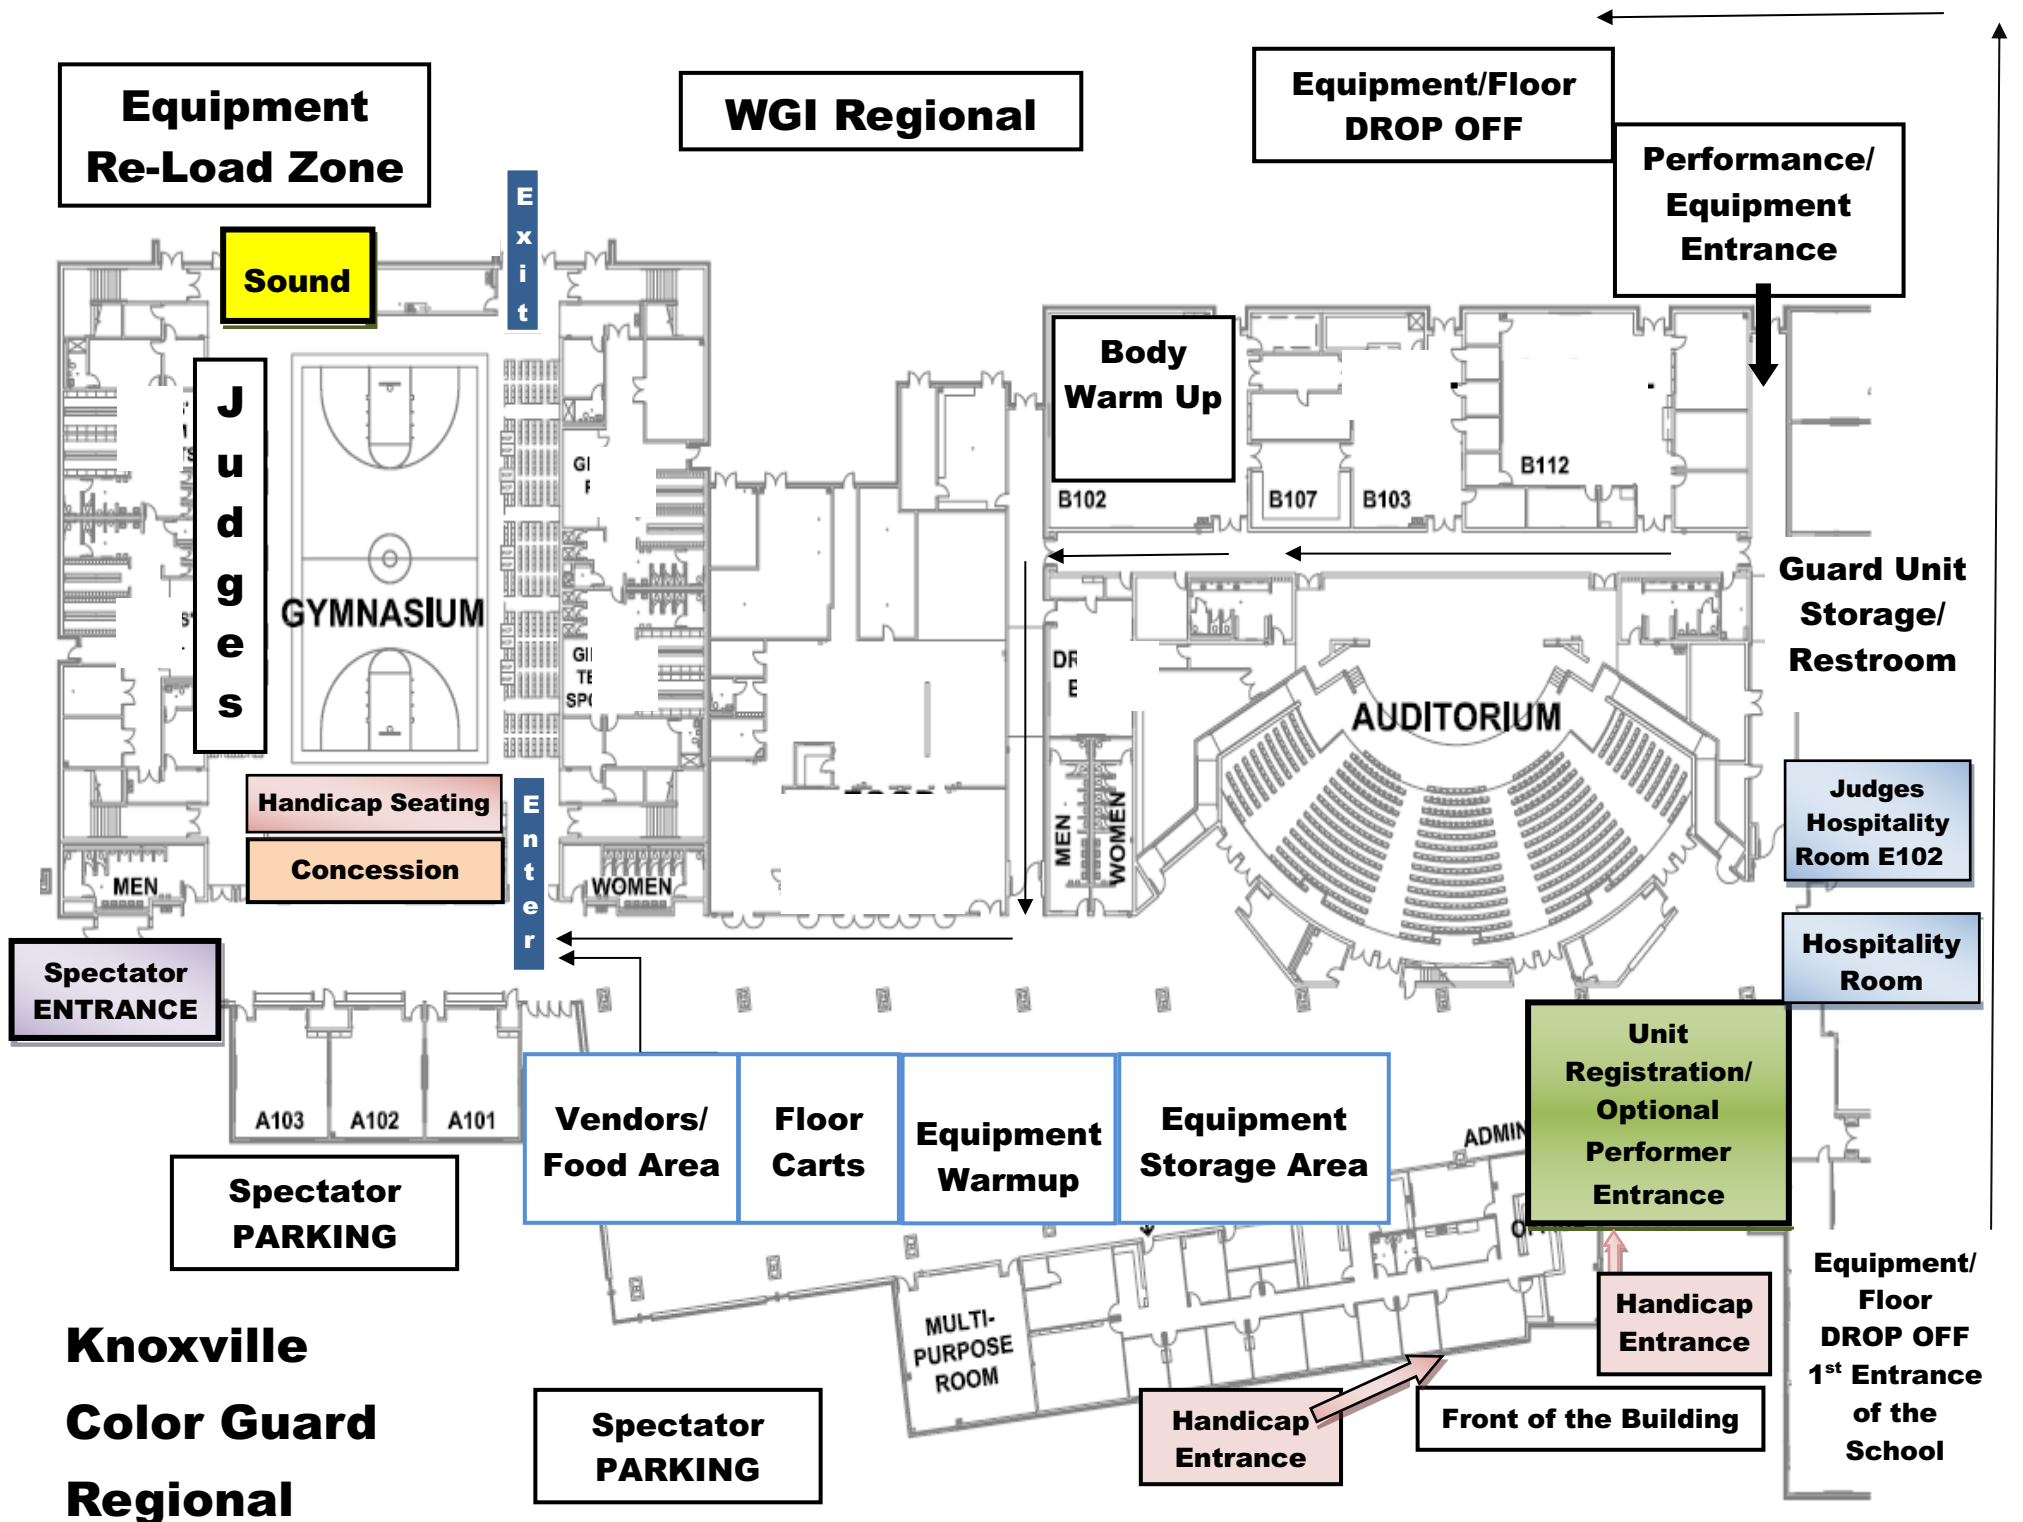 Equipment
Re-Load Zone
WGI Regional
Equipment/Floor
DROP OFF
Performance/
Equipment
Entrance
Exit
Sound
Judges
GYMNASIUM
Body
Warm Up
B102
B107
B103
B112
Guard Unit
Storage/
Restroom
AUDITORIUM
MEN
WOMEN
Judges
Hospitality
Room E102
Handicap Seating
Concession
Enter
MEN
WOMEN
Hospitality
Room
Spectator
ENTRANCE
A103
A102
A101
Vendors/
Food Area
Floor
Carts
Equipment
Warmup
Equipment
Storage Area
ADMIN
Unit
Registration/
Optional
Performer
Entrance
Spectator
PARKING
MULTI-
PURPOSE
ROOM
Handicap
Entrance
Equipment/
Floor
DROP OFF
1st Entrance
of the
School
Handicap
Entrance
Front of the Building
Spectator
PARKING
Knoxville
Color Guard
Regional